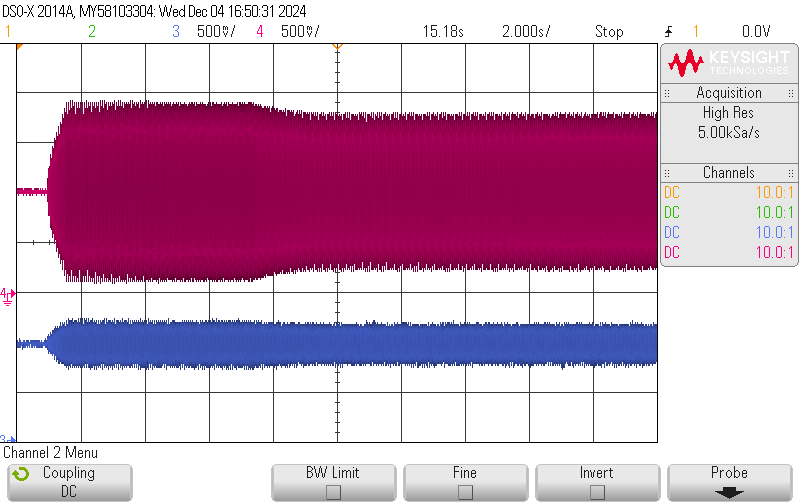 DSO-X 2014A, MY58103304: Wed Dec 04 16:50:31 2024
1 2 3 500mV/ 4 500mV/ 15.18s 2.000s/ Stop 1 0.0V
KEYSIGHT
TECHNOLOGIES
Acquisition
High Res
5.00kSa/s
Channels
DC 10.0:1
DC 10.0:1
DC 10.0:1
DC 10.0:1
4
3
Channel 2 Menu
Coupling BW Limit Fine Invert Probe
DC